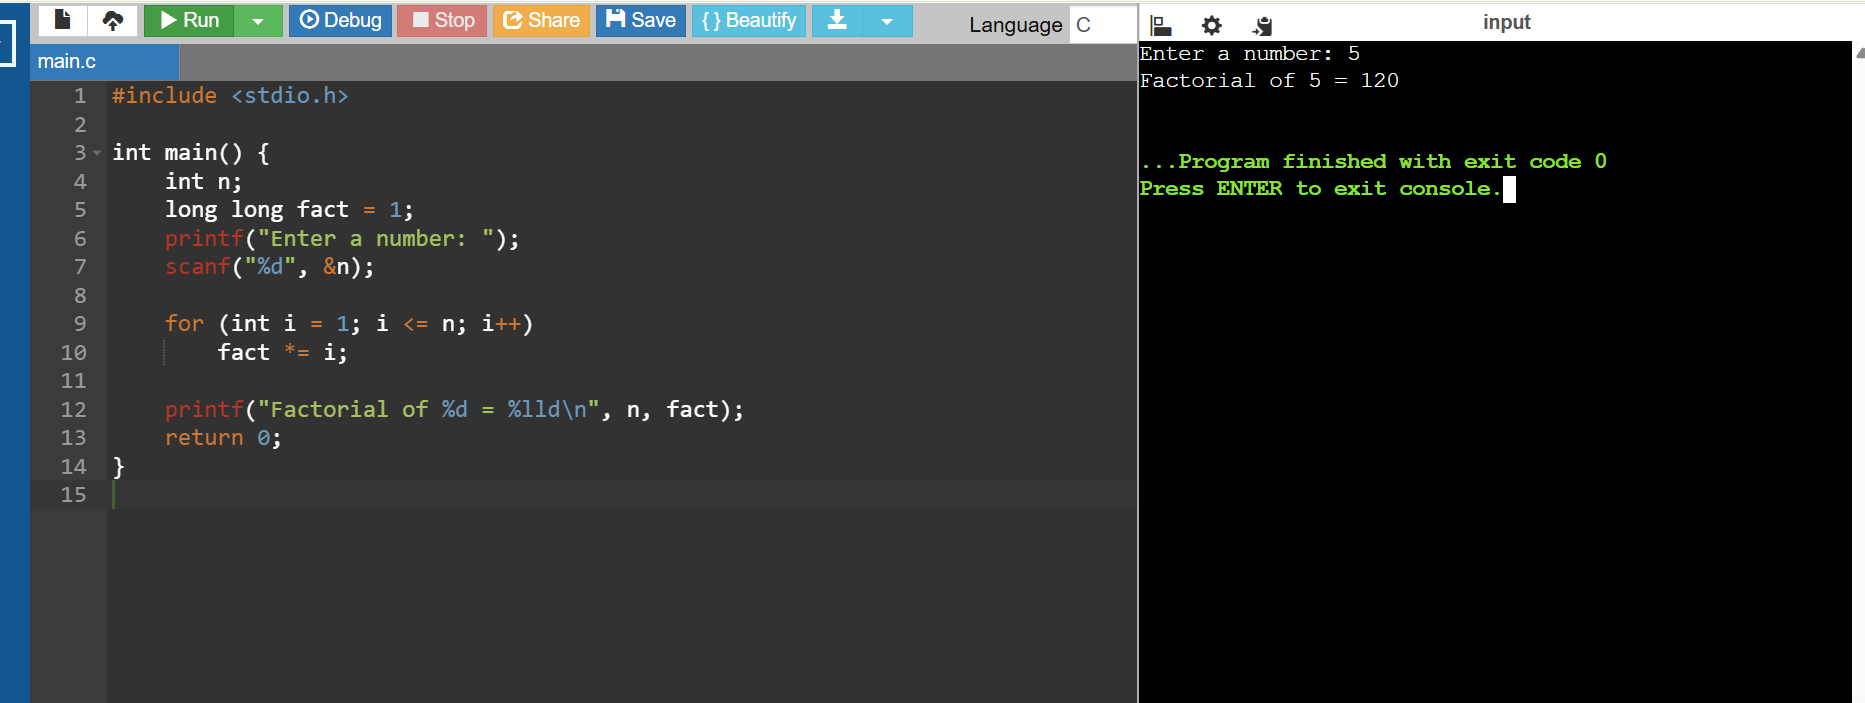 Run Debug Stop Share Save {} Beautify Language C
main.c
1 #include <stdio.h>
2
3 int main() {
4     int n;
5     long long fact = 1;
6     printf("Enter a number: ");
7     scanf("%d", &n);
8
9     for (int i = 1; i <= n; i++)
10         fact *= i;
11
12     printf("Factorial of %d = %lld\n", n, fact);
13     return 0;
14 }
15
input
Enter a number: 5
Factorial of 5 = 120
...Program finished with exit code 0
Press ENTER to exit console.